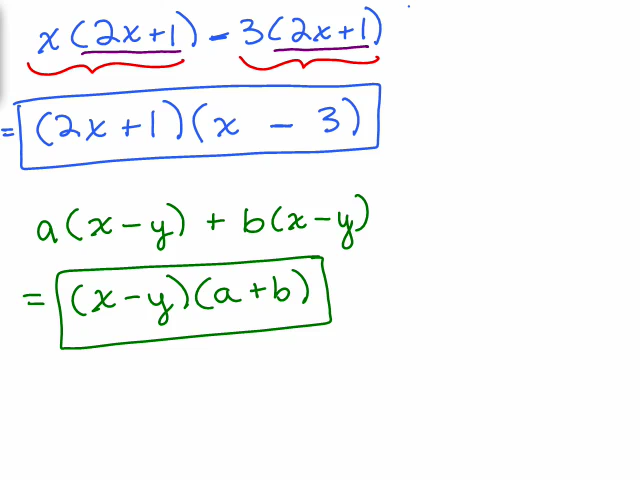 x(2x+1) - 3(2x+1)
= (2x+1)(x - 3)
a(x-y) + b(x-y)
= (x-y)(a+b)